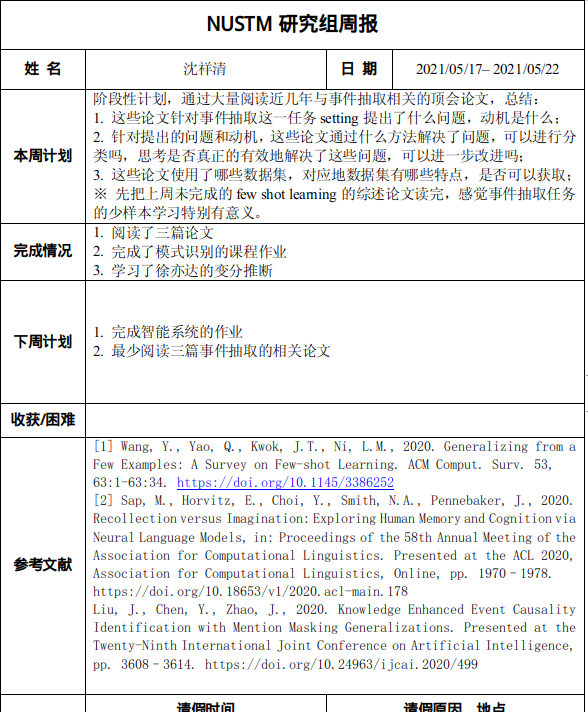 NUSTM 研究组周报
姓 名 沈祥清 日 期 2021/05/17– 2021/05/22
阶段性计划，通过大量阅读近几年与事件抽取相关的顶会论文，总结：
1. 这些论文针对事件抽取这一任务 setting 提出了什么问题，动机是什么；
2. 针对提出的问题和动机，这些论文通过什么方法解决了问题，可以进行分
本周计划 类吗，思考是否真正的有效地解决了这些问题，可以进一步改进吗；
3. 这些论文使用了哪些数据集，对应地数据集有哪些特点，是否可以获取；
※ 先把上周未完成的 few shot learning 的综述论文读完，感觉事件抽取任务
的少样本学习特别有意义。
1. 阅读了三篇论文
完成情况 2. 完成了模式识别的课程作业
3. 学习了徐亦达的变分推断
下周计划 1. 完成智能系统的作业
2. 最少阅读三篇事件抽取的相关论文
收获/困难
[1] Wang, Y., Yao, Q., Kwok, J.T., Ni, L.M., 2020. Generalizing from a
Few Examples: A Survey on Few-shot Learning. ACM Comput. Surv. 53,
63:1-63:34. https://doi.org/10.1145/3386252
[2] Sap, M., Horvitz, E., Choi, Y., Smith, N.A., Pennebaker, J., 2020.
Recollection versus Imagination: Exploring Human Memory and Cognition via
Neural Language Models, in: Proceedings of the 58th Annual Meeting of the
参考文献 Association for Computational Linguistics. Presented at the ACL 2020,
Association for Computational Linguistics, Online, pp. 1970–1978.
https://doi.org/10.18653/v1/2020.acl-main.178
Liu, J., Chen, Y., Zhao, J., 2020. Knowledge Enhanced Event Causality
Identification with Mention Masking Generalizations. Presented at the
Twenty-Ninth International Joint Conference on Artificial Intelligence,
pp. 3608–3614. https://doi.org/10.24963/ijcai.2020/499
请假时间 请假原因、地点